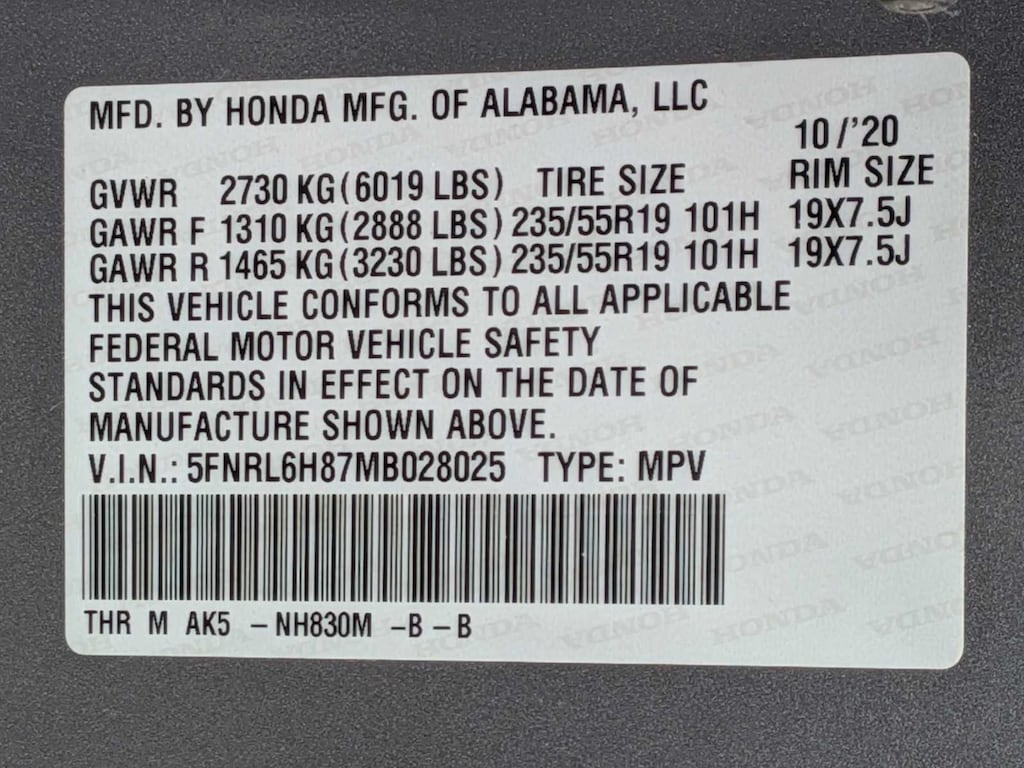 MFD. BY HONDA MFG. OF ALABAMA, LLC
10/'20
GVWR 2730 KG(6019 LBS) TIRE SIZE RIM SIZE
GAWR F 1310 KG(2888 LBS) 235/55R19 101H 19X7.5J
GAWR R 1465 KG(3230 LBS) 235/55R19 101H 19X7.5J
THIS VEHICLE CONFORMS TO ALL APPLICABLE
FEDERAL MOTOR VEHICLE SAFETY
STANDARDS IN EFFECT ON THE DATE OF
MANUFACTURE SHOWN ABOVE.
V.I.N.: 5FNRL6H87MB028025 TYPE: MPV
THR M AK5 -NH830M -B -B